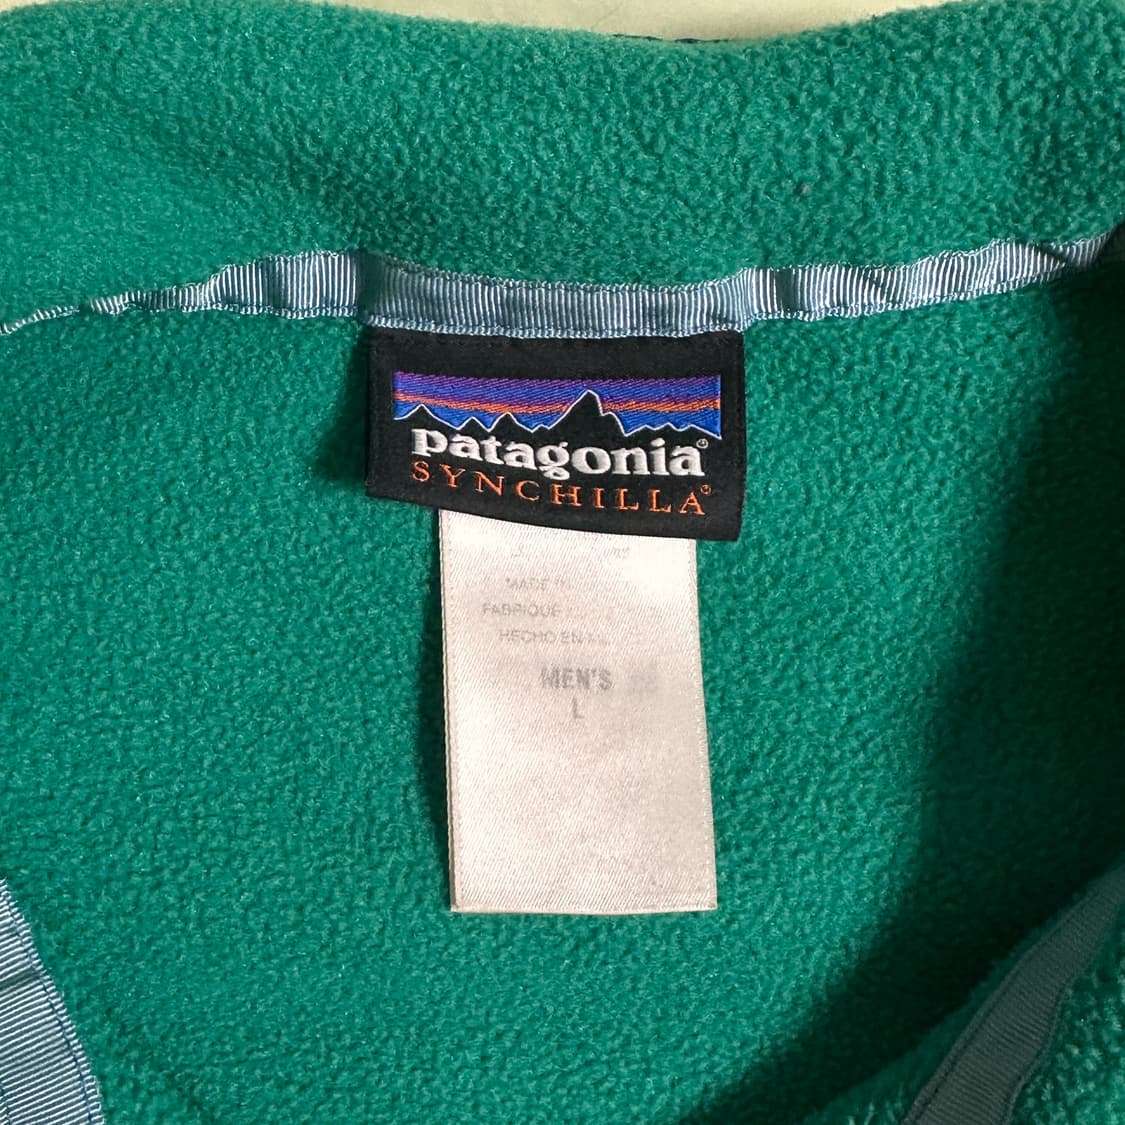 patagonia®
SYNCHILLA®
MADE IN
FABRIQUE
HECHO EN
MEN'S
L